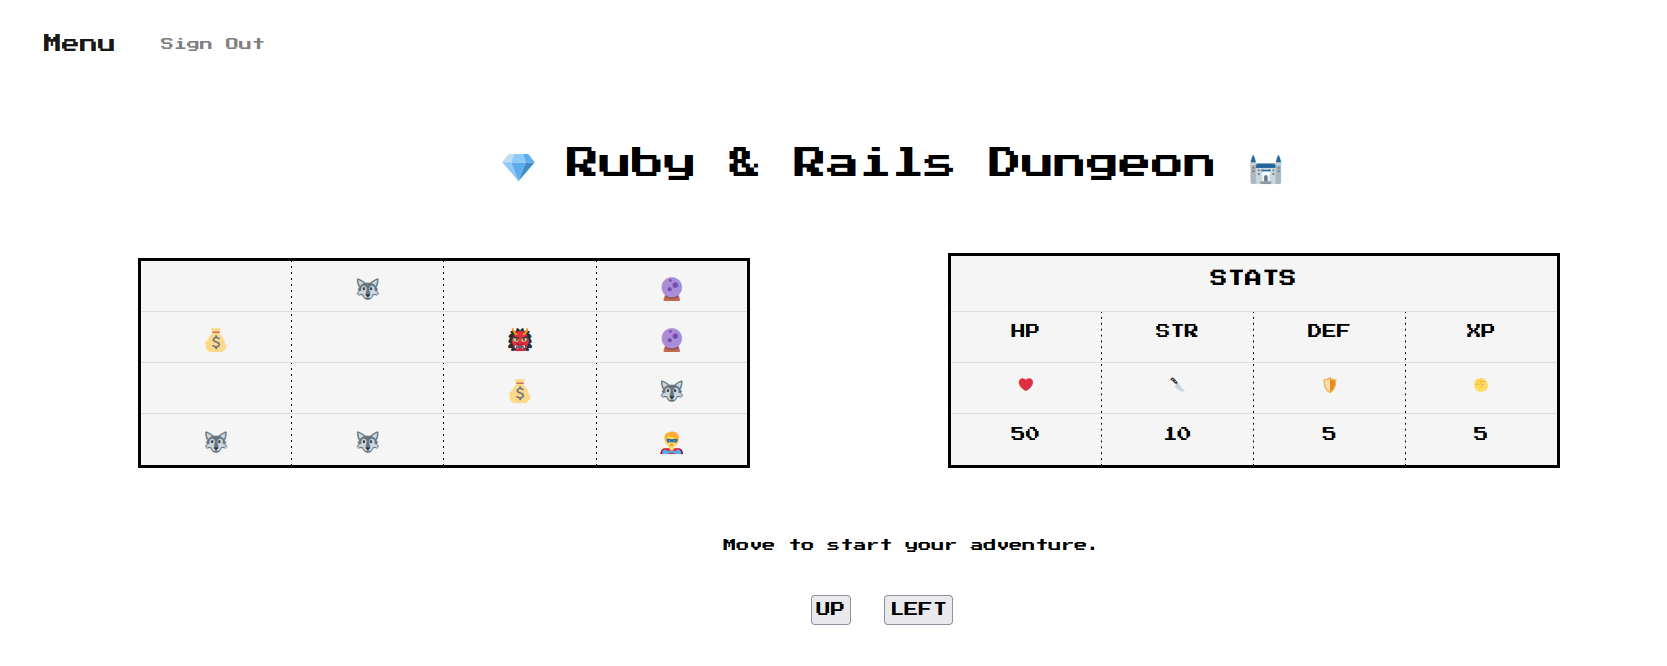 Menu Sign Out
Ruby & Rails Dungeon
STATS
HP STR DEF XP
50 10 5 5
Move to start your adventure.
UP LEFT